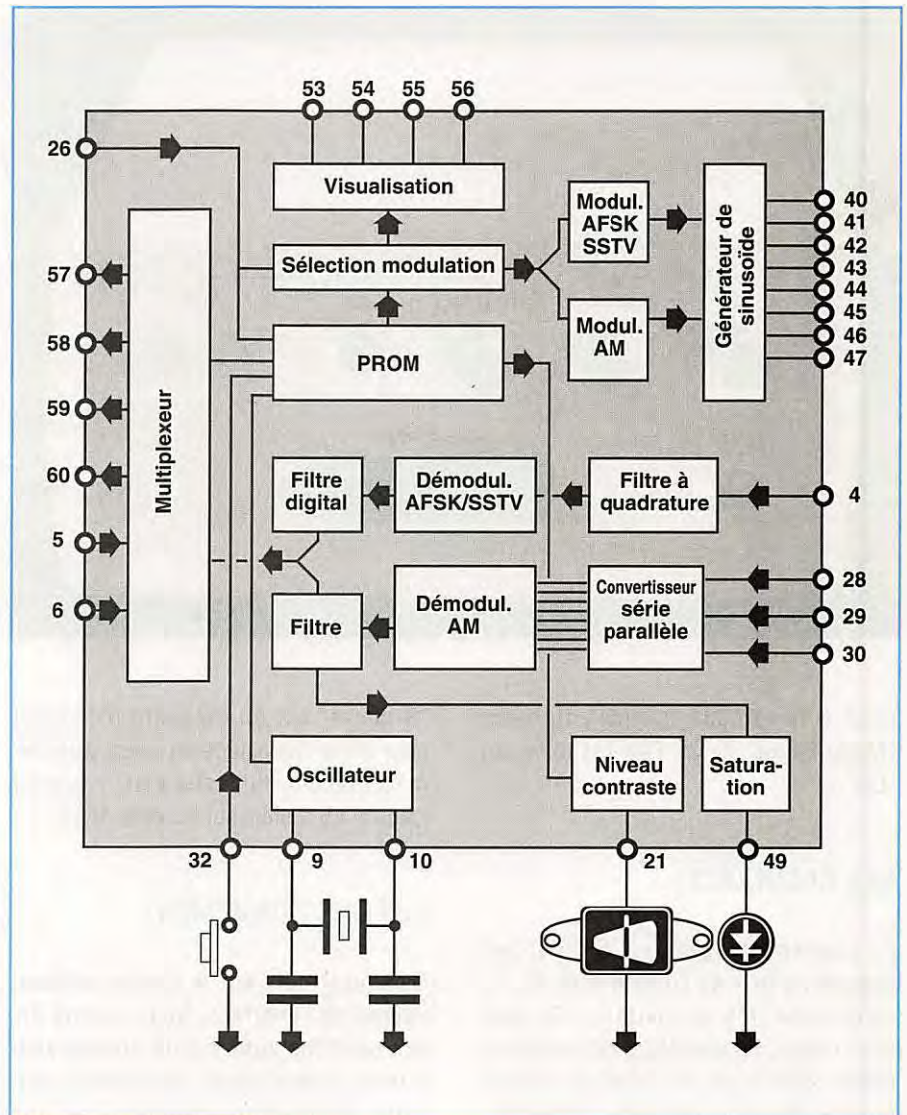 53 54 55 56
26
Visualisation
Modul.
AFSK
SSTV
Générateur de
sinusoïde
40
41
42
43
44
45
46
47
Sélection modulation
Modul.
AM
PROM
Multiplexeur
57
58
59
60
5
6
Filtre
digital
Démodul.
AFSK/SSTV
Filtre à
quadrature
4
Filtre
Démodul.
AM
Convertisseur
série
parallèle
28
29
30
Oscillateur
Niveau
contraste
Satura-
tion
32 9 10 21 49